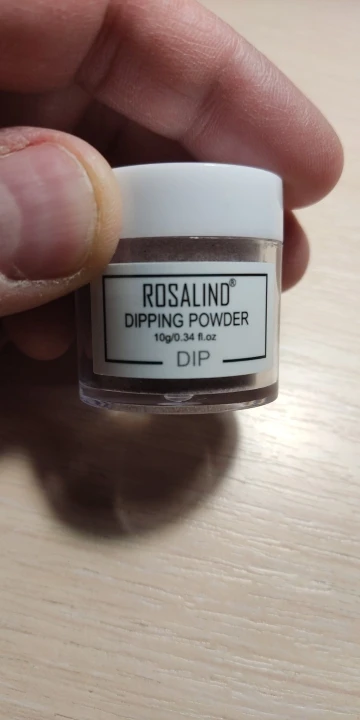 ROSALIND®
DIPPING POWDER
10g/0.34 fl.oz
DIP